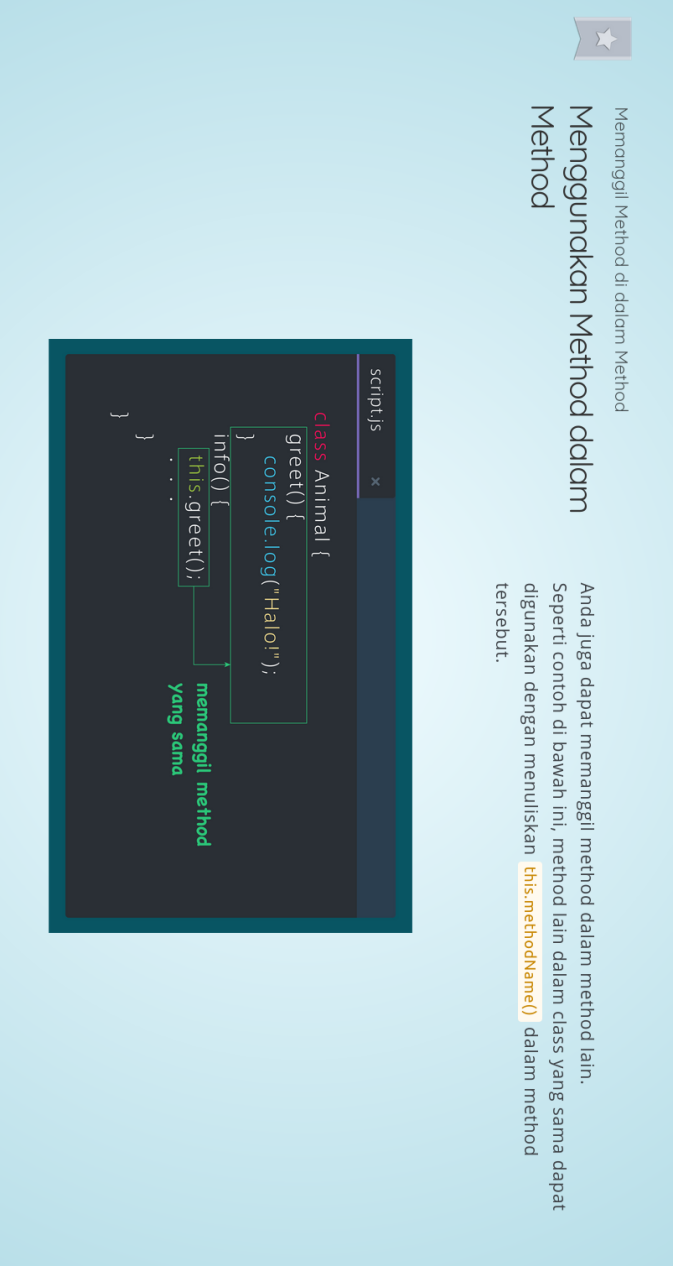 Memanggil Method di dalam Method
Menggunakan Method dalam
Method
Anda juga dapat memanggil method dalam method lain.
Seperti contoh di bawah ini, method lain dalam class yang sama dapat
digunakan dengan menuliskan this.methodName() dalam method
tersebut.
script.js ×
class Animal {
greet() {
console.log("Halo!");
}
info() {
this.greet();
. . .
}
}
memanggil method
yang sama